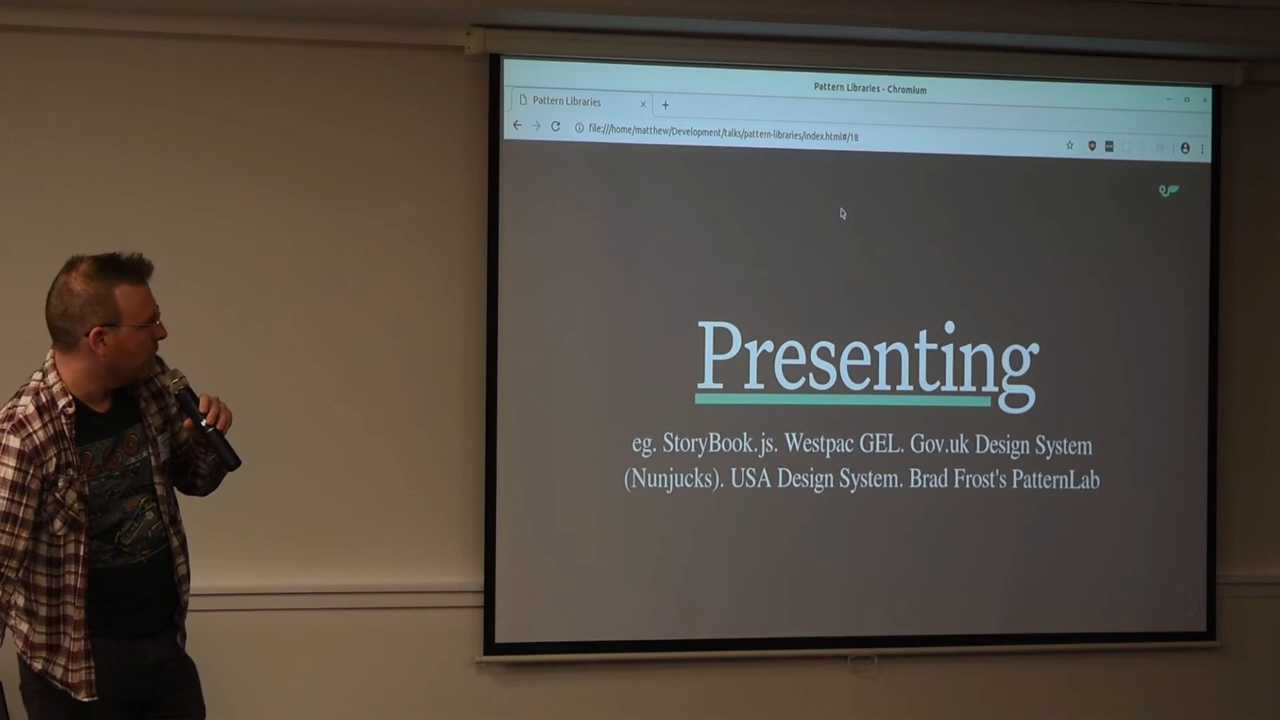 Pattern Libraries - Chromium
Pattern Libraries
file:///home/matthew/Development/talks/pattern-libraries/index.html#/18
Presenting
eg. StoryBook.js. Westpac GEL. Gov.uk Design System
(Nunjucks). USA Design System. Brad Frost's PatternLab